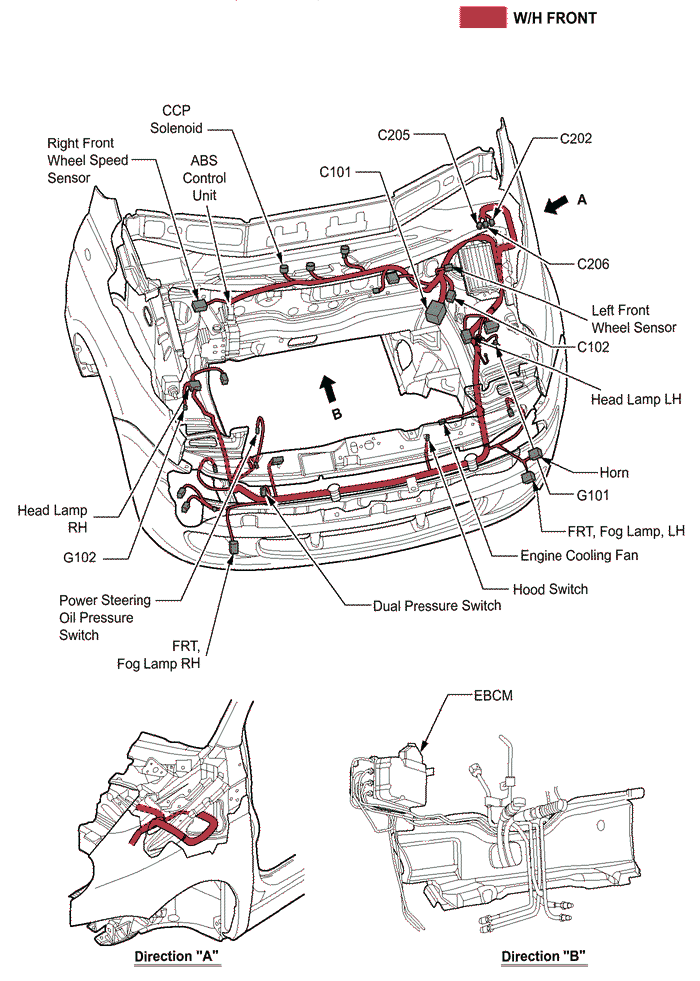 W/H FRONT
CCP
Solenoid
C205
C202
Right Front
Wheel Speed
Sensor
ABS
Control
Unit
C101
A
C206
Left Front
Wheel Sensor
C102
Head Lamp LH
B
Horn
G101
Head Lamp
RH
FRT, Fog Lamp, LH
G102
Engine Cooling Fan
Hood Switch
Power Steering
Oil Pressure
Switch
Dual Pressure Switch
FRT,
Fog Lamp RH
EBCM
Direction "A"
Direction "B"